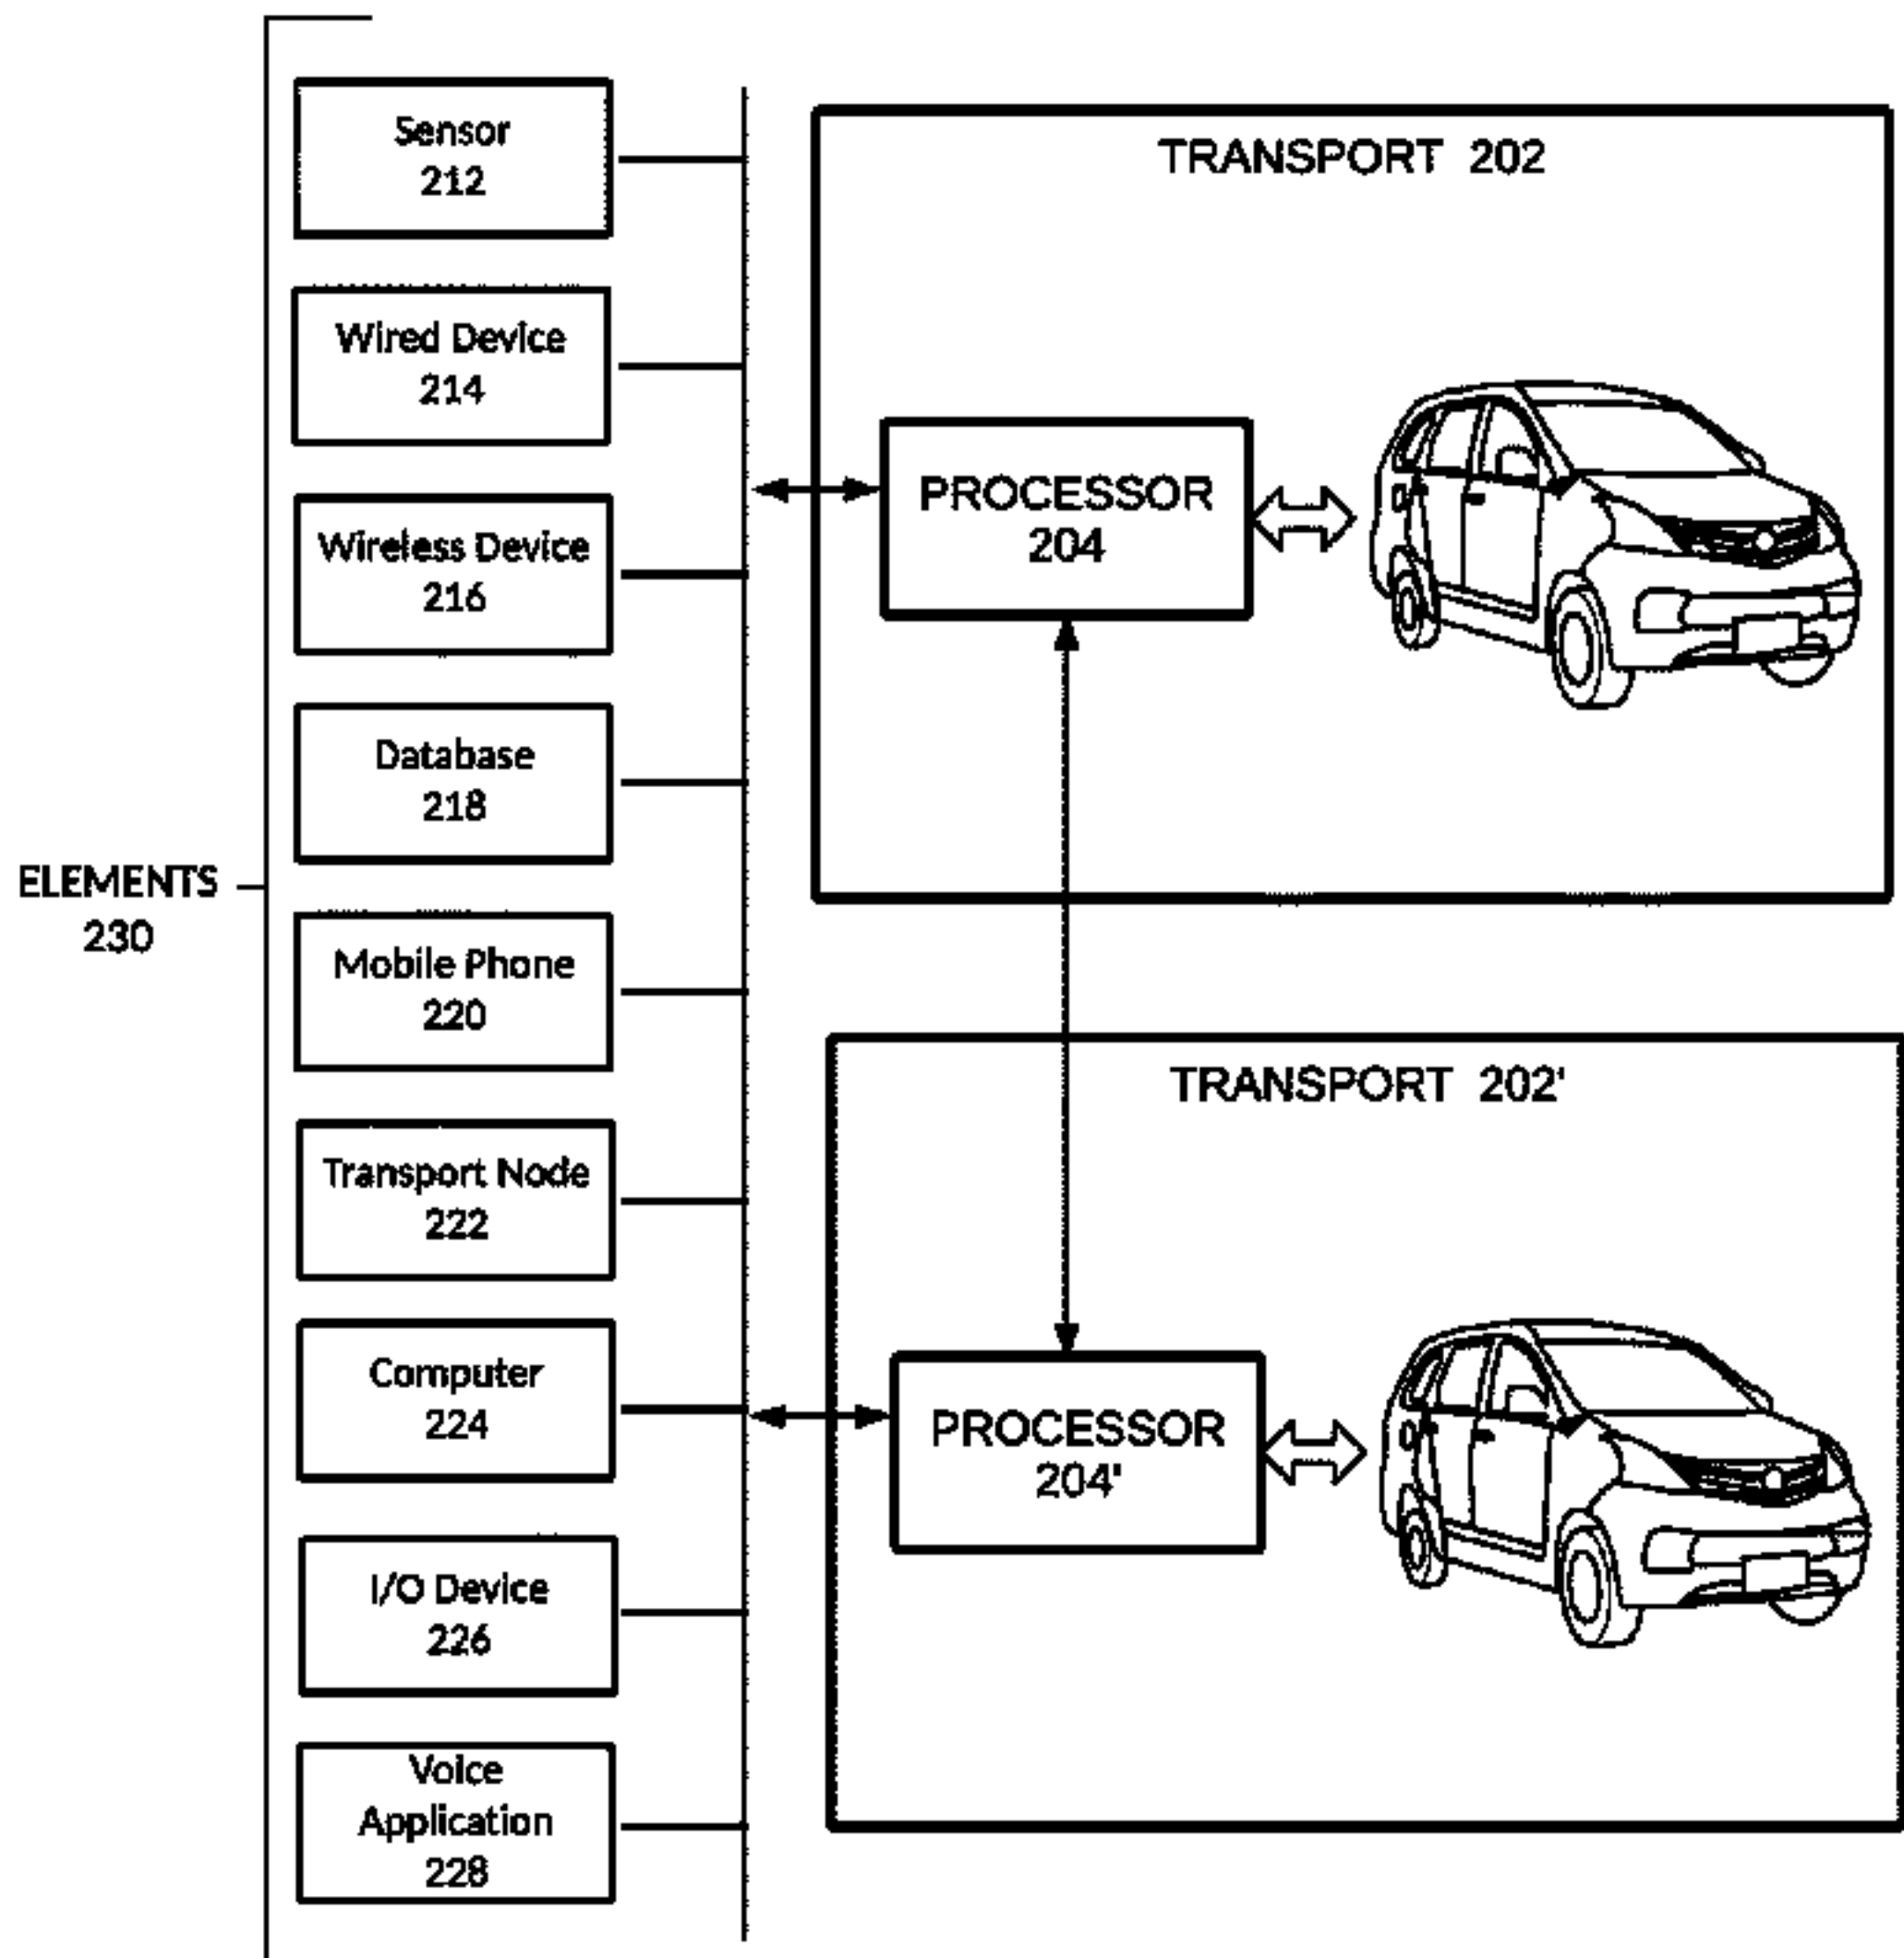 ELEMENTS
230
Sensor
212
Wired Device
214
Wireless Device
216
Database
218
Mobile Phone
220
Transport Node
222
Computer
224
I/O Device
226
Voice
Application
228
TRANSPORT 202
PROCESSOR
204
TRANSPORT 202'
PROCESSOR
204'